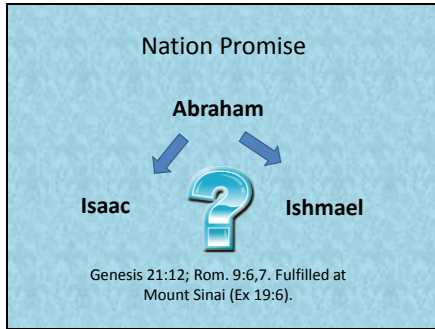 Nation Promise
Abraham
Isaac
Ishmael
Genesis 21:12; Rom. 9:6,7. Fulfilled at
Mount Sinai (Ex 19:6).